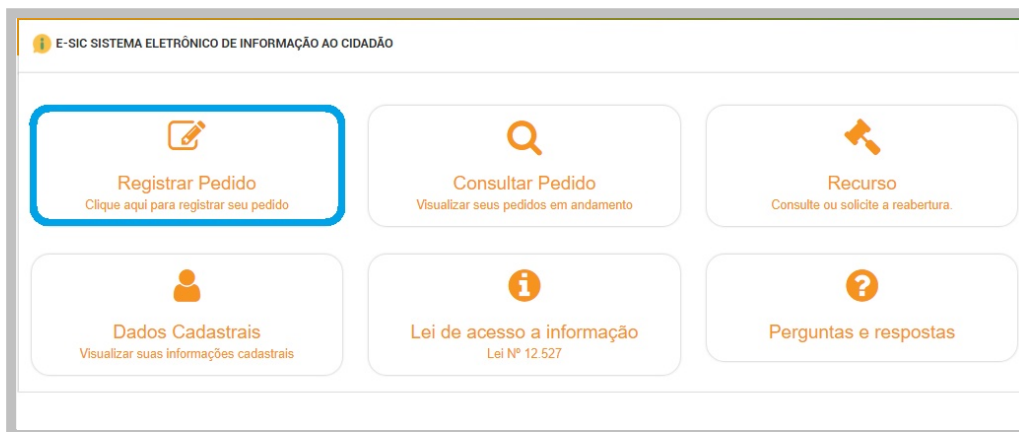 E-SIC SISTEMA ELETRÔNICO DE INFORMAÇÃO AO CIDADÃO
Registrar Pedido
Clique aqui para registrar seu pedido
Consultar Pedido
Visualizar seus pedidos em andamento
Recurso
Consulte ou solicite a reabertura.
Dados Cadastrais
Visualizar suas informações cadastrais
Lei de acesso a informação
Lei Nº 12.527
Perguntas e respostas